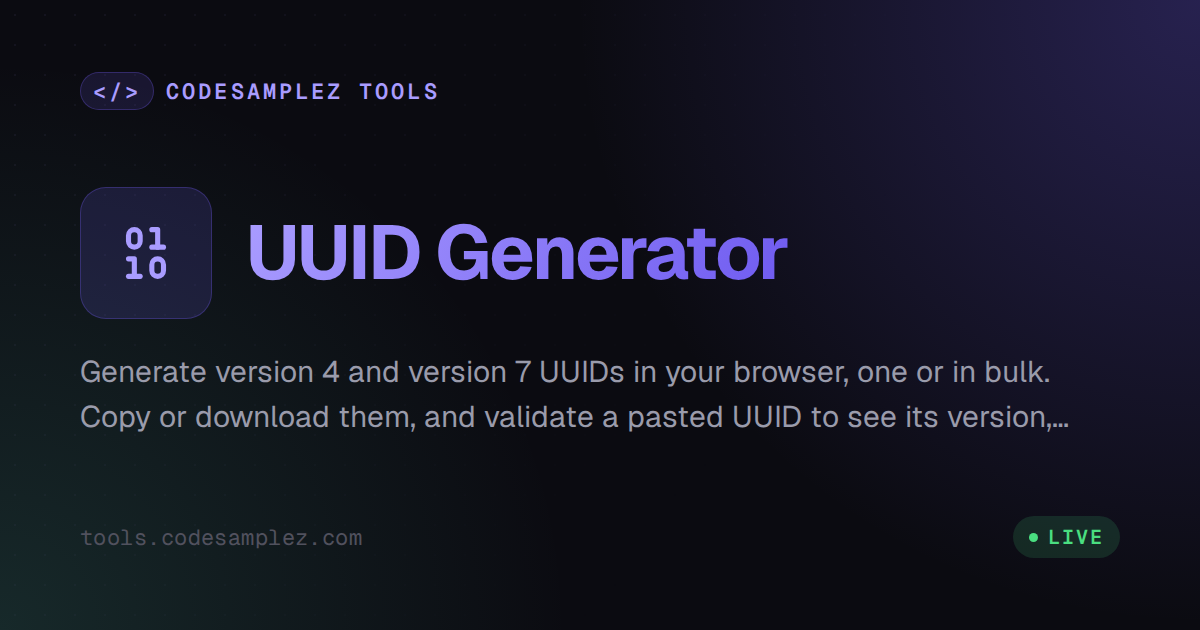 </> CODESAMPLEZ TOOLS
01
10
UUID Generator
Generate version 4 and version 7 UUIDs in your browser, one or in bulk.
Copy or download them, and validate a pasted UUID to see its version,...
tools.codesamplez.com
LIVE